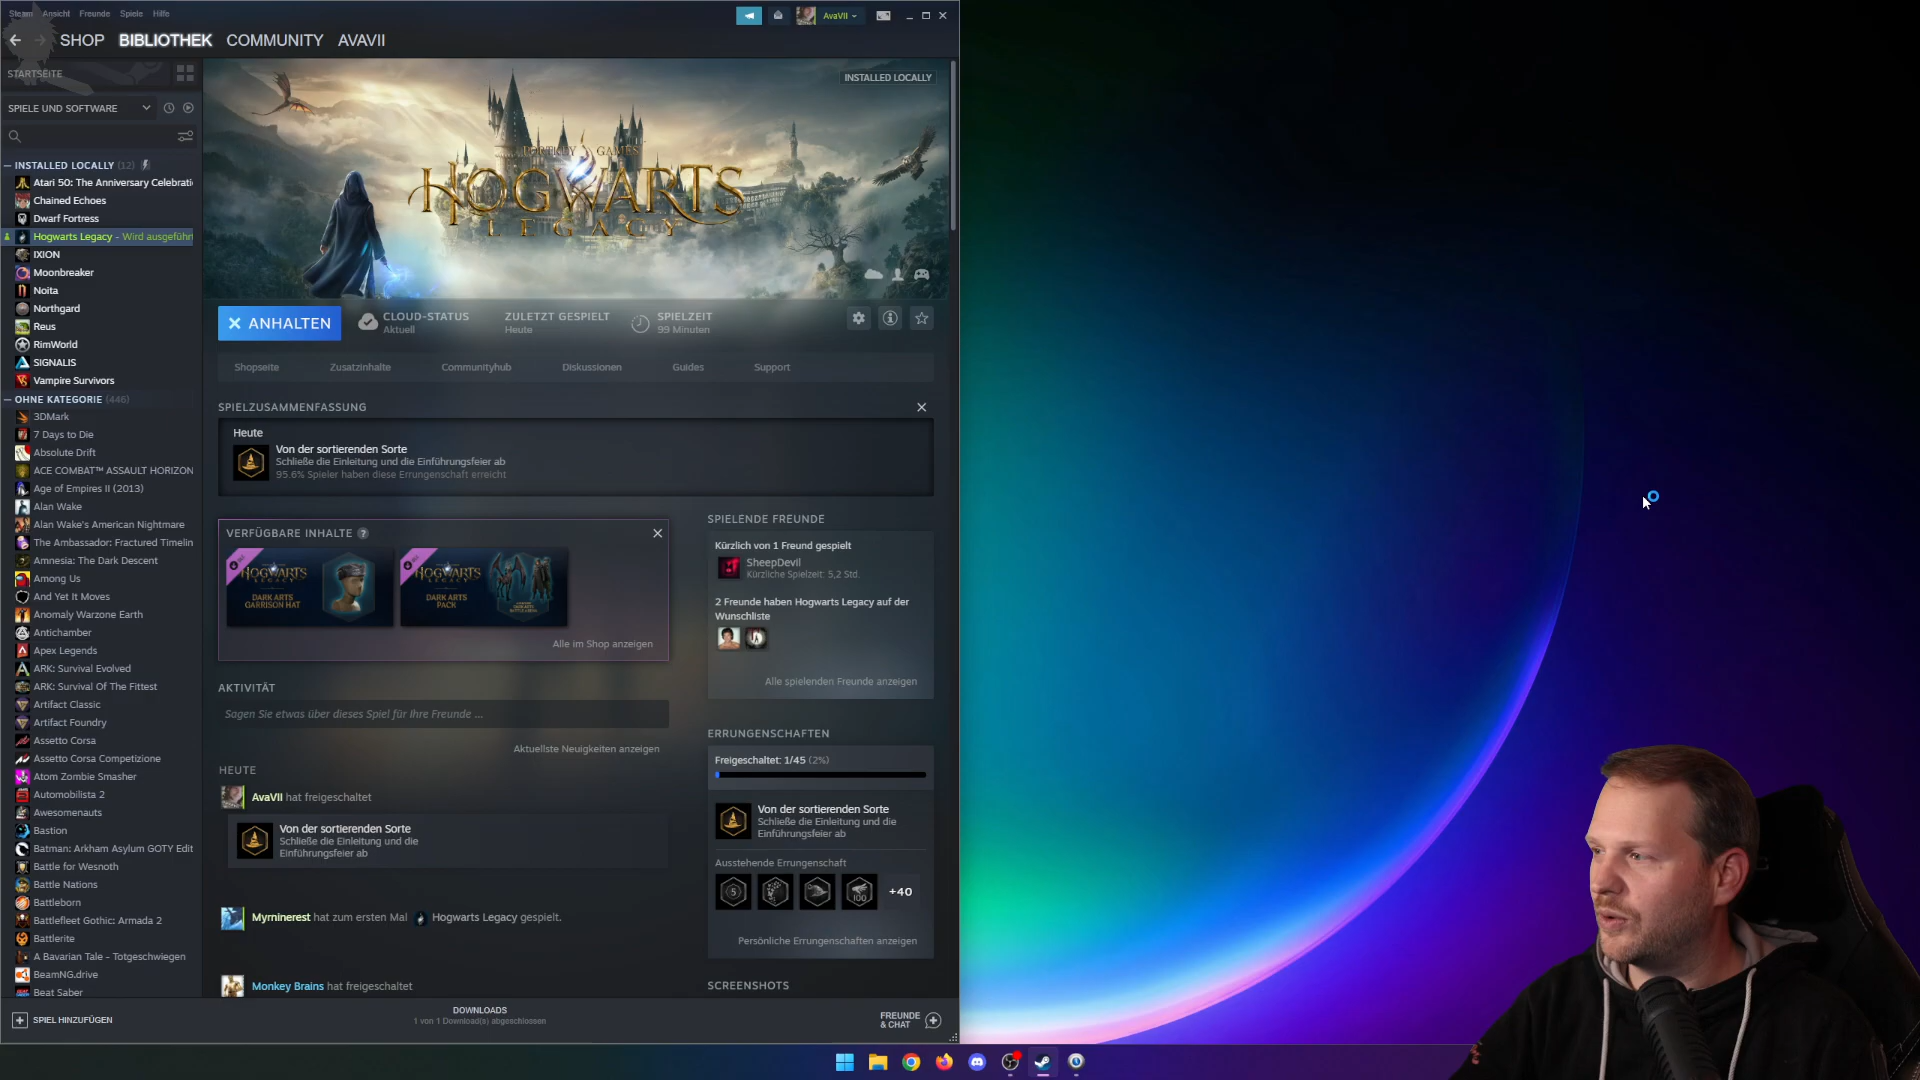 Steam Ansicht Freunde Spiele Hilfe
AvaVII
SHOP BIBLIOTHEK COMMUNITY AVAVII
STARTSEITE
SPIELE UND SOFTWARE
INSTALLED LOCALLY (12)
Atari 50: The Anniversary Celebrati
Chained Echoes
Dwarf Fortress
Hogwarts Legacy - Wird ausgeführ
IXION
Moonbreaker
Noita
Northgard
Reus
RimWorld
SIGNALIS
Vampire Survivors
OHNE KATEGORIE (446)
3DMark
7 Days to Die
Absolute Drift
ACE COMBAT™ ASSAULT HORIZON
Age of Empires II (2013)
Alan Wake
Alan Wake's American Nightmare
The Ambassador: Fractured Timelin
Amnesia: The Dark Descent
Among Us
And Yet It Moves
Anomaly Warzone Earth
Antichamber
Apex Legends
ARK: Survival Evolved
ARK: Survival Of The Fittest
Artifact Classic
Artifact Foundry
Assetto Corsa
Assetto Corsa Competizione
Atom Zombie Smasher
Automobilista 2
Awesomenauts
Bastion
Batman: Arkham Asylum GOTY Edit
Battle for Wesnoth
Battle Nations
Battleborn
Battlefleet Gothic: Armada 2
Battlerite
A Bavarian Tale - Totgeschwiegen
BeamNG.drive
Beat Saber
SPIEL HINZUFÜGEN
INSTALLED LOCALLY
PORTKEY GAMES
HOGWARTS
LEGACY
ANHALTEN
CLOUD-STATUS
Aktuell
ZULETZT GESPIELT
Heute
SPIELZEIT
99 Minuten
Shopseite Zusatzinhalte Communityhub Diskussionen Guides Support
SPIELZUSAMMENFASSUNG
Heute
Von der sortierenden Sorte
Schließe die Einleitung und die Einführungsfeier ab
95.6% Spieler haben diese Errungenschaft erreicht
VERFÜGBARE INHALTE ?
HOGWARTS
LEGACY
DARK ARTS
GARRISON HAT
HOGWARTS
LEGACY
DARK ARTS
PACK
Alle im Shop anzeigen
AKTIVITÄT
Sagen Sie etwas über dieses Spiel für Ihre Freunde ...
Aktuellste Neuigkeiten anzeigen
HEUTE
AvaVII hat freigeschaltet
Von der sortierenden Sorte
Schließe die Einleitung und die
Einführungsfeier ab
Myrninerest hat zum ersten Mal Hogwarts Legacy gespielt.
Monkey Brains hat freigeschaltet
SPIELENDE FREUNDE
Kürzlich von 1 Freund gespielt
SheepDevil
Kürzliche Spielzeit: 5,2 Std.
2 Freunde haben Hogwarts Legacy auf der
Wunschliste
Alle spielenden Freunde anzeigen
ERRUNGENSCHAFTEN
Freigeschaltet: 1/45 (2%)
Von der sortierenden Sorte
Schließe die Einleitung und die
Einführungsfeier ab
Ausstehende Errungenschaft
5
100
+40
Persönliche Errungenschaften anzeigen
SCREENSHOTS
DOWNLOADS
1 von 1 Download(s) abgeschlossen
FREUNDE
& CHAT